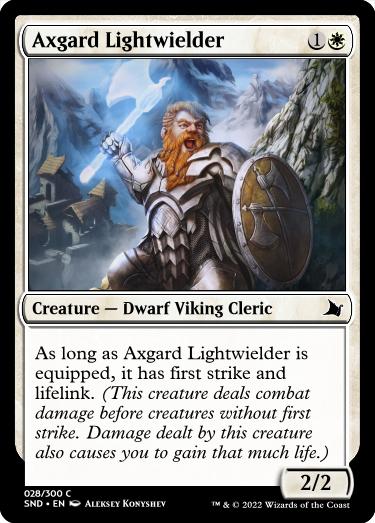 Axgard Lightwielder 1
Creature — Dwarf Viking Cleric
As long as Axgard Lightwielder is
equipped, it has first strike and
lifelink. (This creature deals combat
damage before creatures without first
strike. Damage dealt by this creature
also causes you to gain that much life.)
2/2
028/300 C
SND • EN Aleksey Konyshev
™ & © 2022 Wizards of the Coast